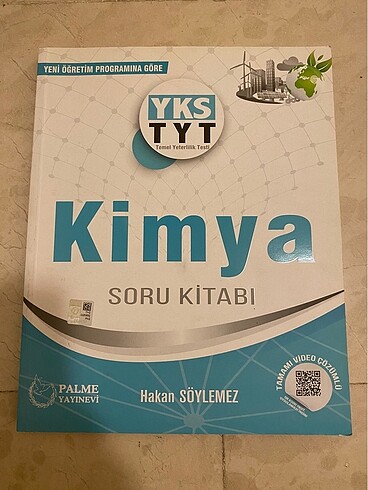 YENİ ÖĞRETİM PROGRAMINA GÖRE
YKS
TYT
Temel Yeterlilik Testi
Kimya
SORU KİTABI
TAMAMI VIDEO ÇÖZÜMLÜ
PALME
YAYINEVİ
Hakan SÖYLEMEZ